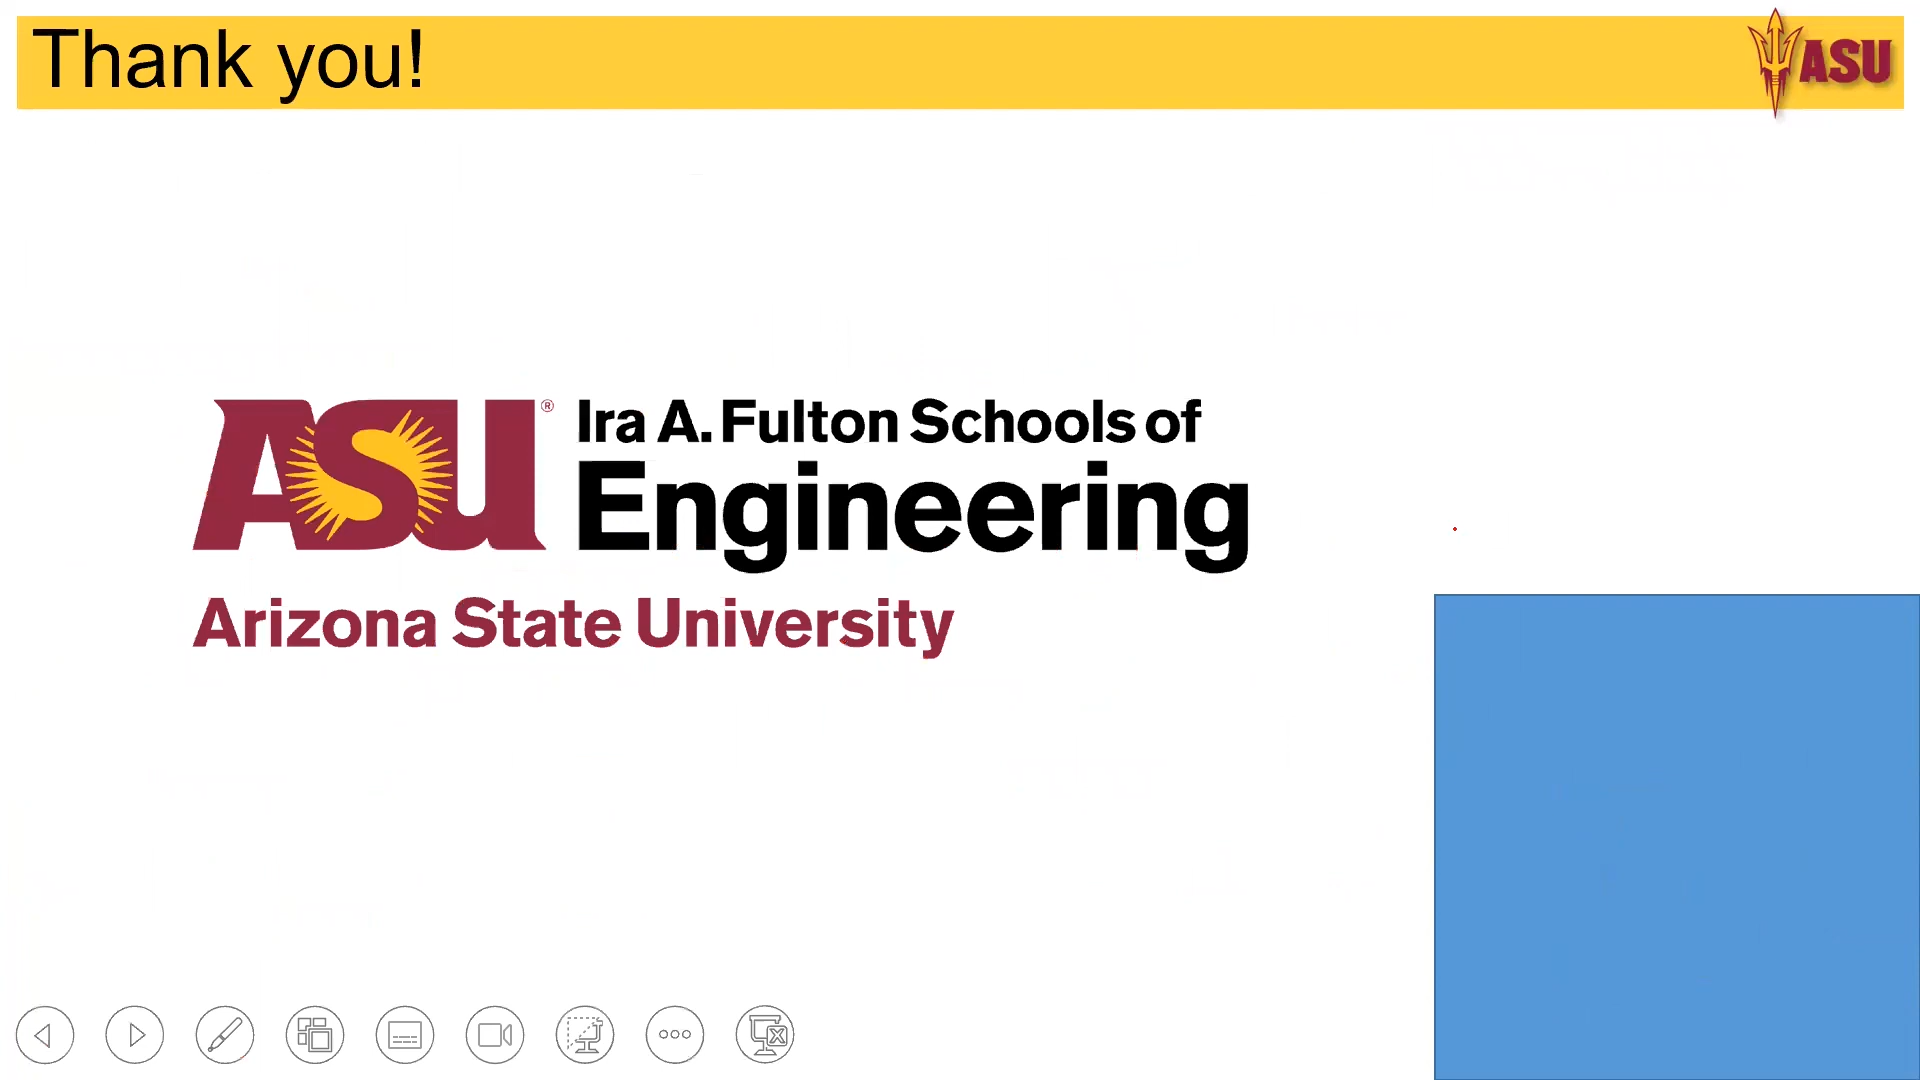 Thank you!
ASU
ASU®
Ira A. Fulton Schools of
Engineering
Arizona State University